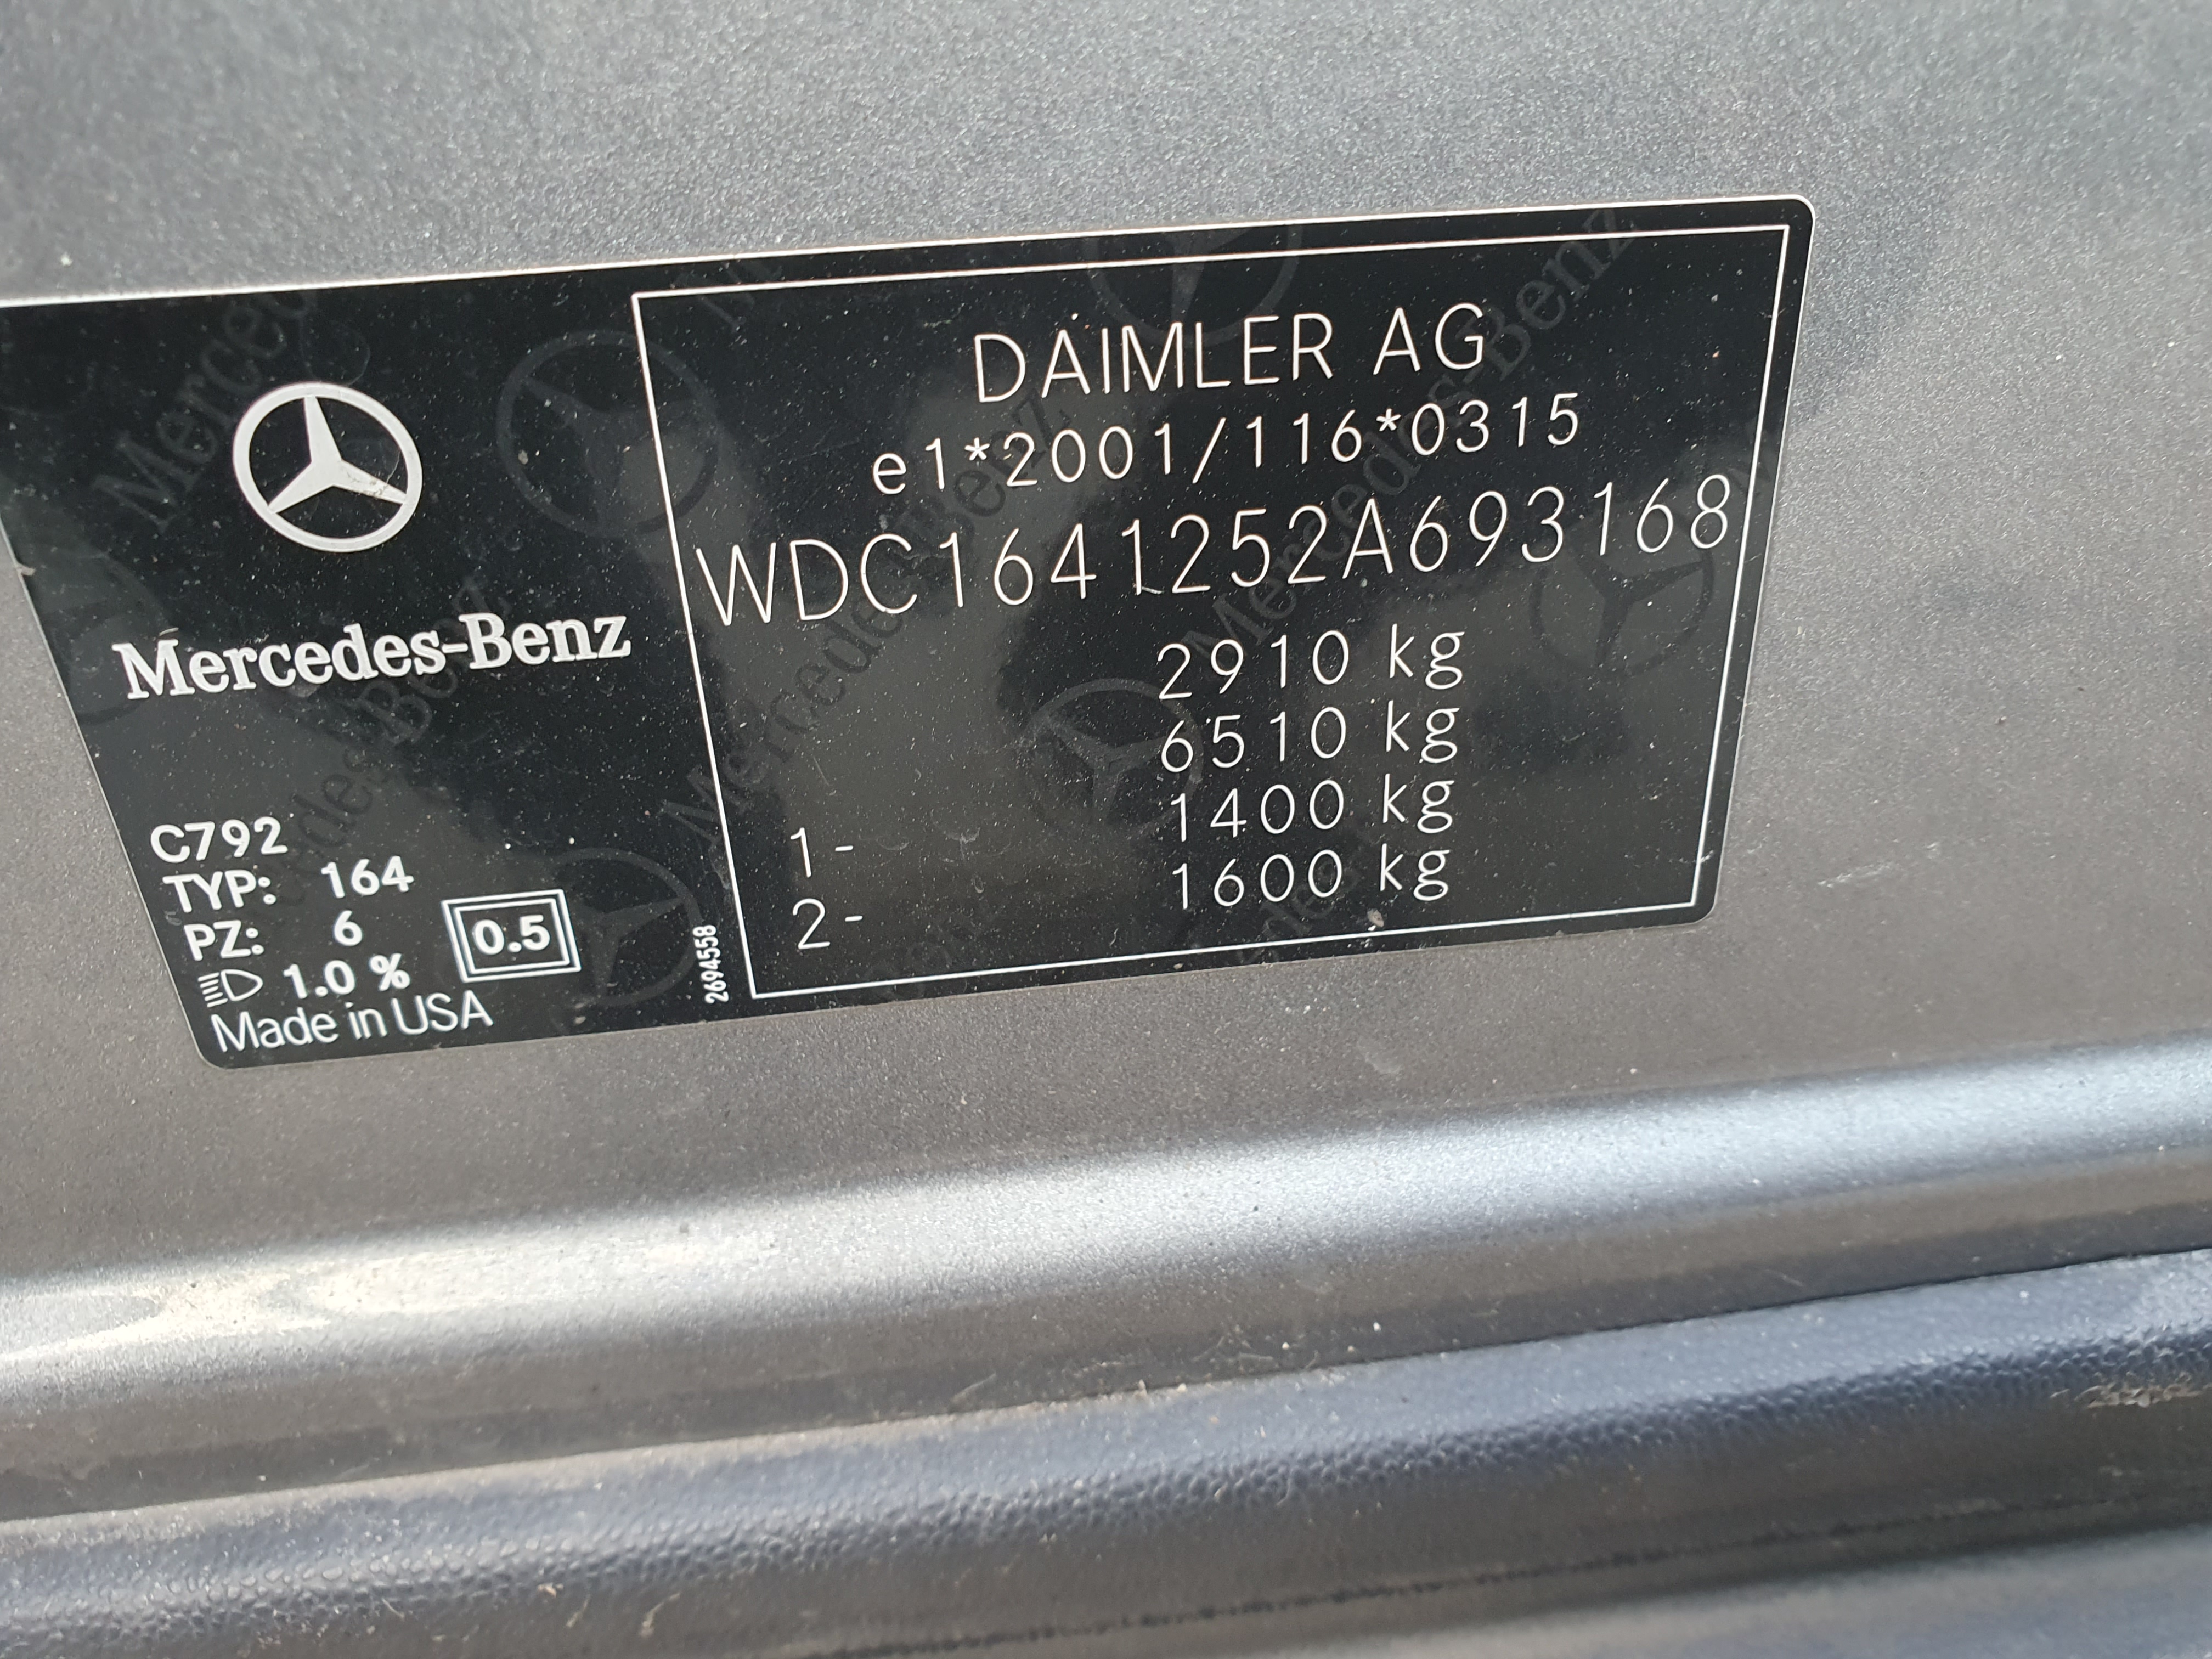 Mercedes-Benz
C792
TYP: 164
PZ: 6
1.0 %
0.5
Made in USA
2694558
DAIMLER AG
e1*2001/116*0315
WDC1641252A693168
2910 kg
6510 kg
1- 1400 kg
2- 1600 kg